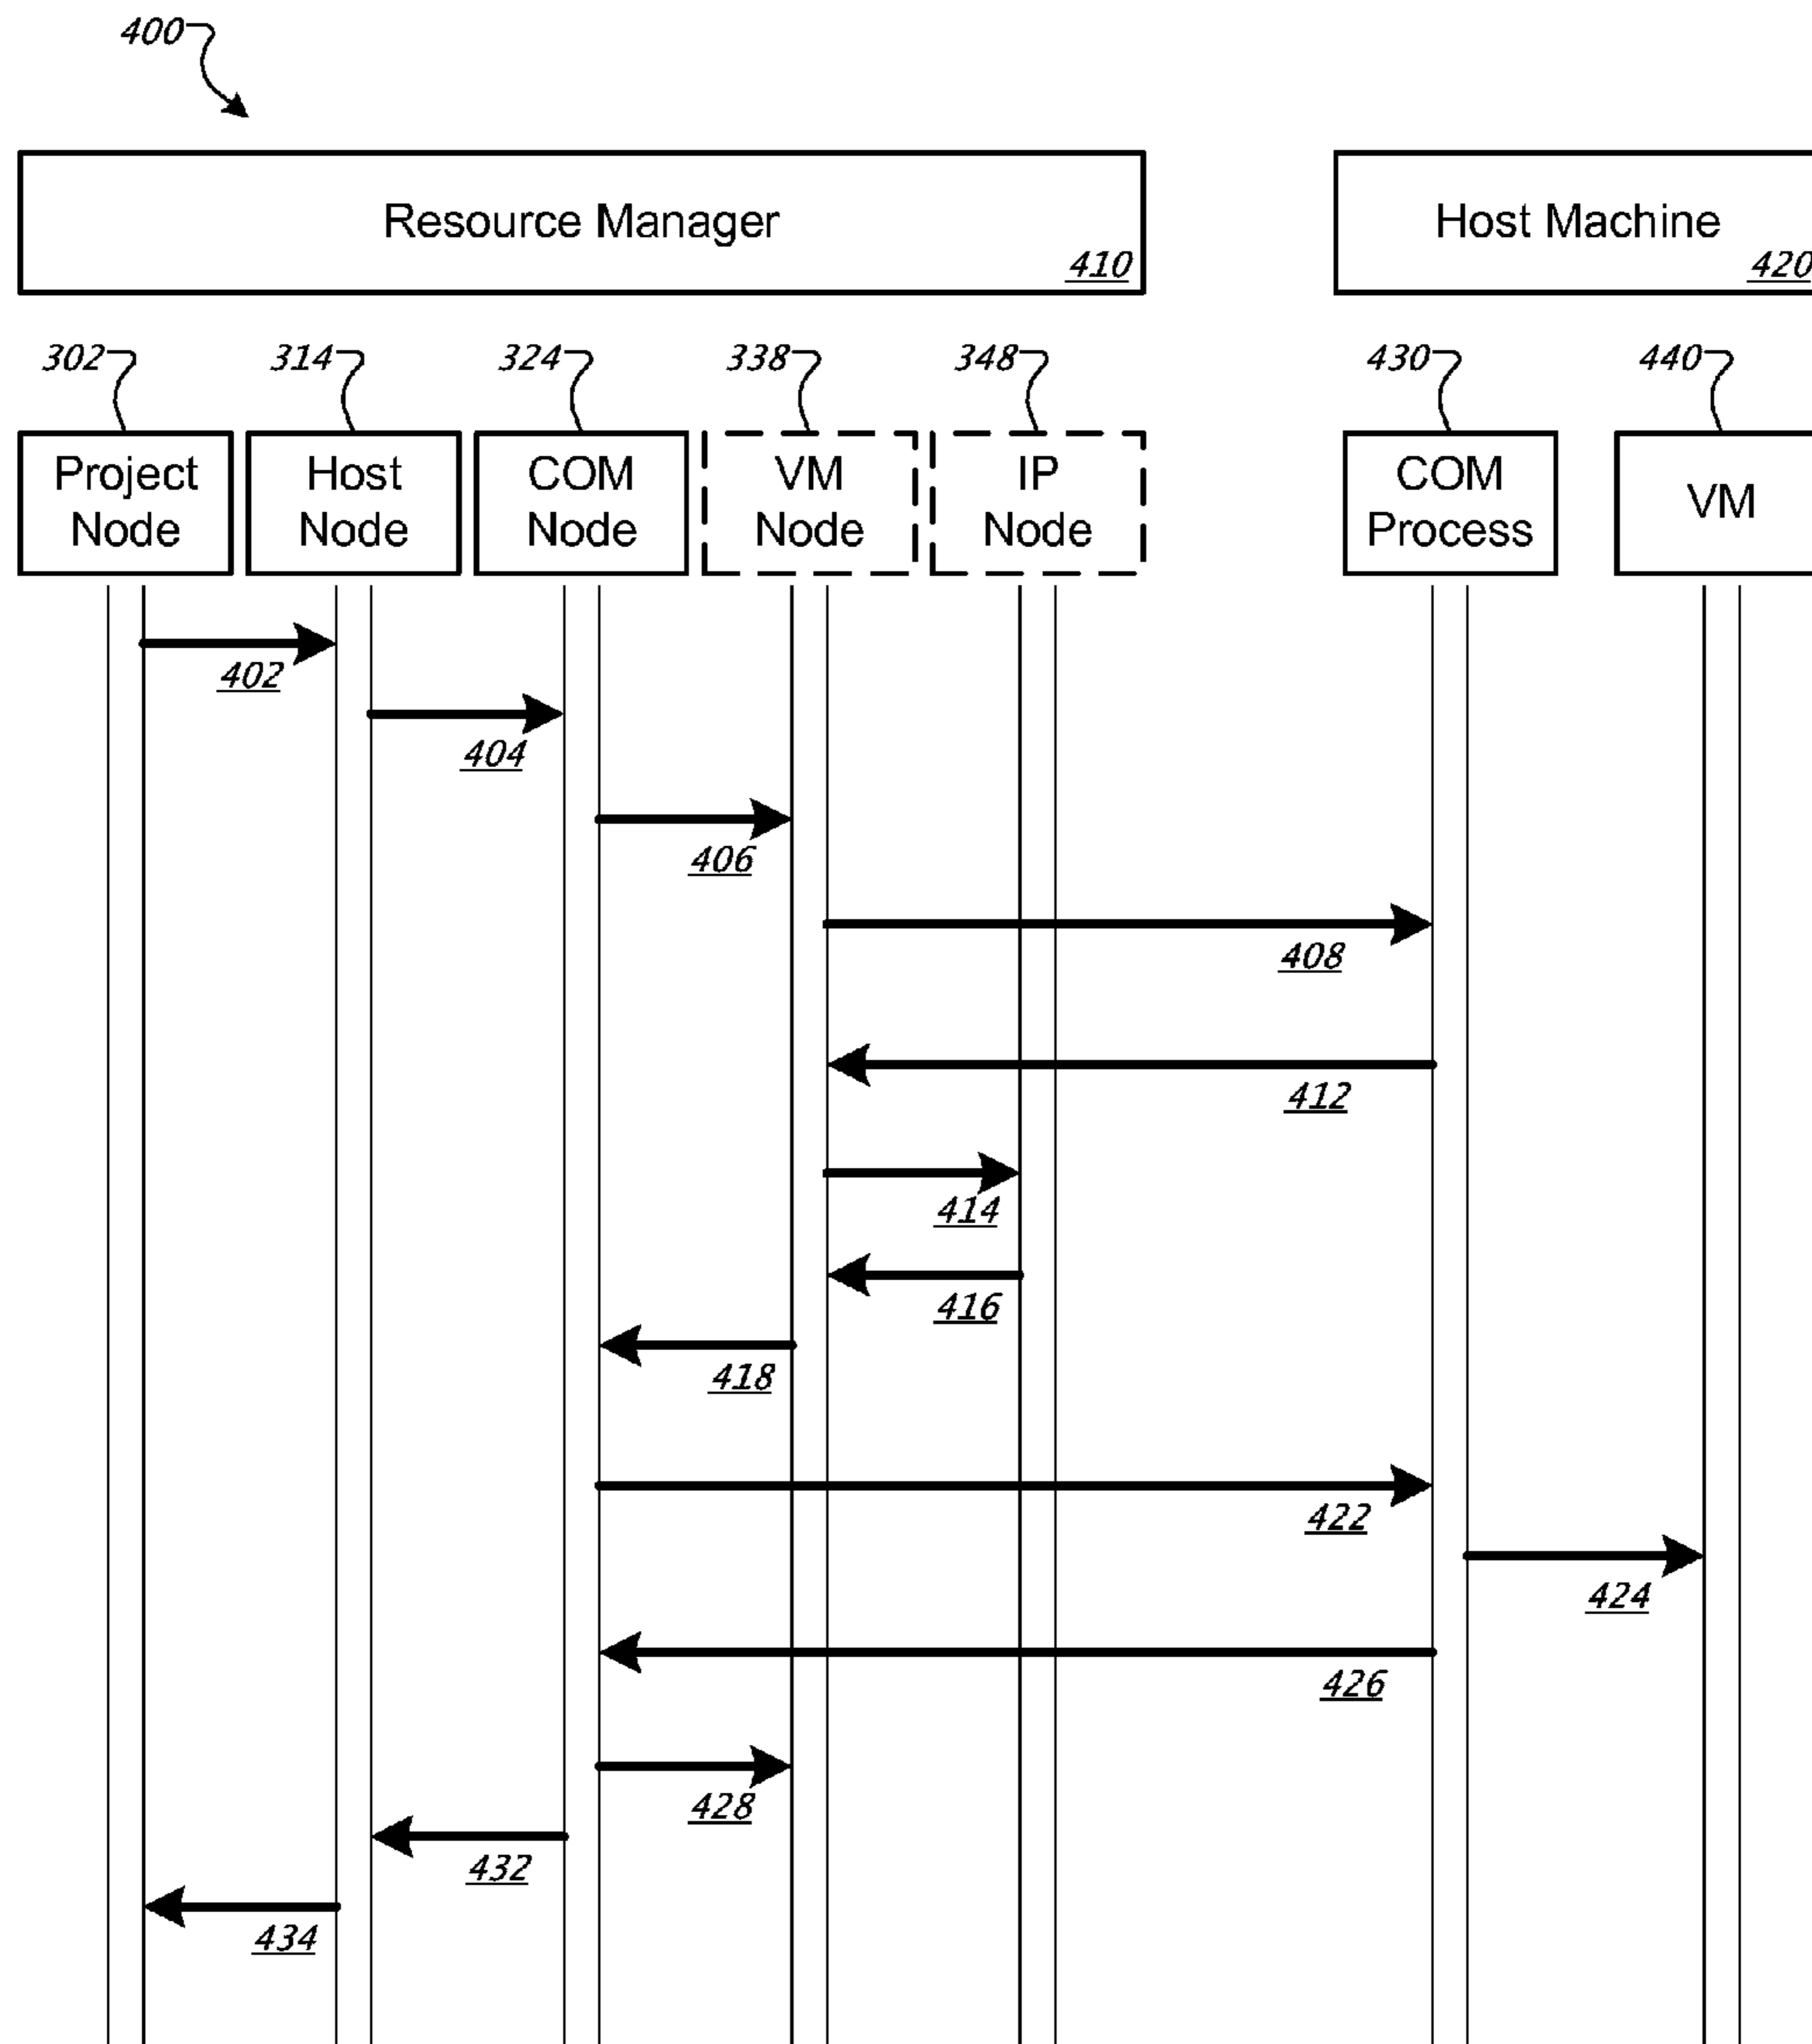 400
Resource Manager
410
Host Machine
420
302
314
324
338
348
430
440
Project
Node
Host
Node
COM
Node
VM
Node
IP
Node
COM
Process
VM
402
404
406
408
412
414
416
418
422
424
426
428
432
434